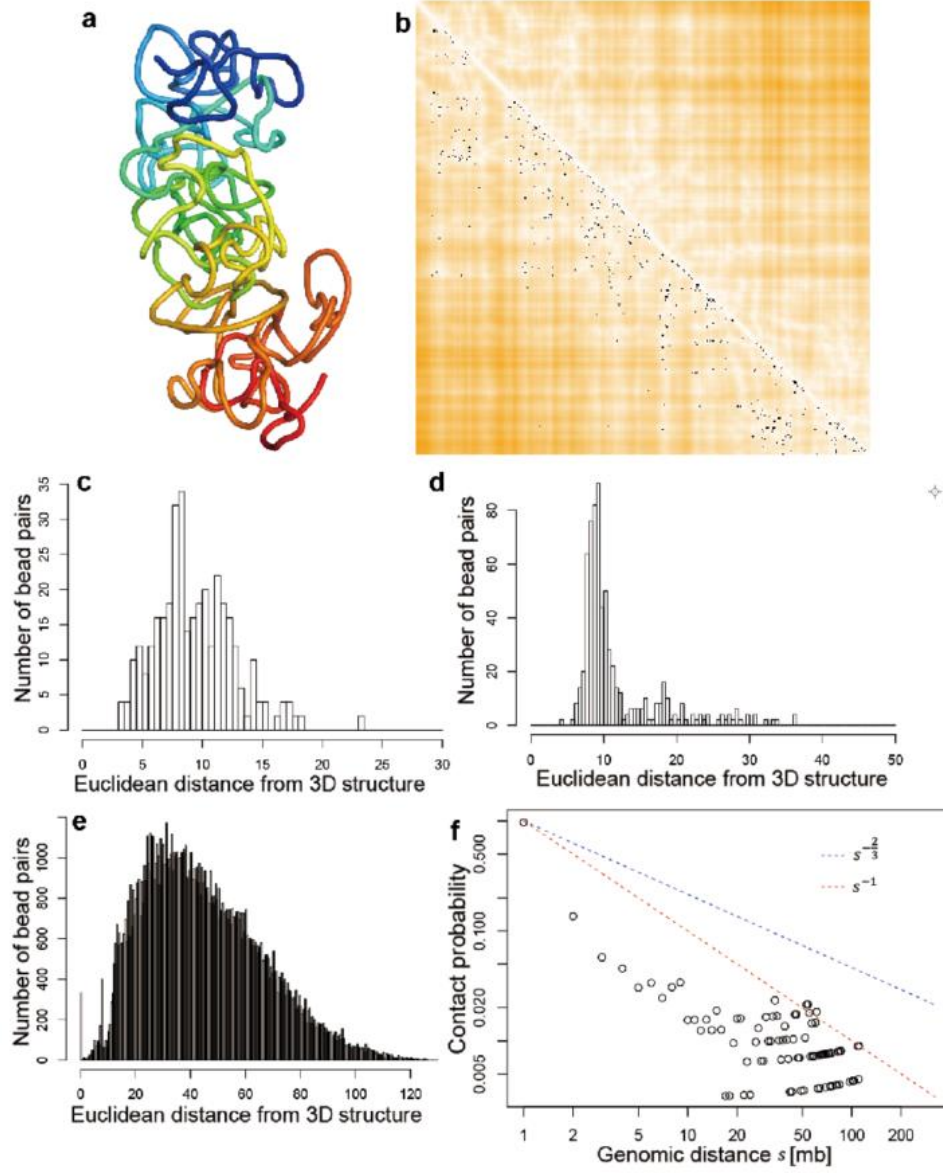 a
b
c
35
30
25
20
15
10
5
0
Number of bead pairs
0 5 10 15 20 25 30
Euclidean distance from 3D structure
d
80
60
40
20
0
Number of bead pairs
0 10 20 30 40 50
Euclidean distance from 3D structure
e
1000
800
600
400
200
0
Number of bead pairs
0 20 40 60 80 100 120
Euclidean distance from 3D structure
f
s^{-2/3}
s^{-1}
0.500
0.100
0.020
0.005
Contact probability
1 2 5 10 20 50 100 200
Genomic distance s [mb]